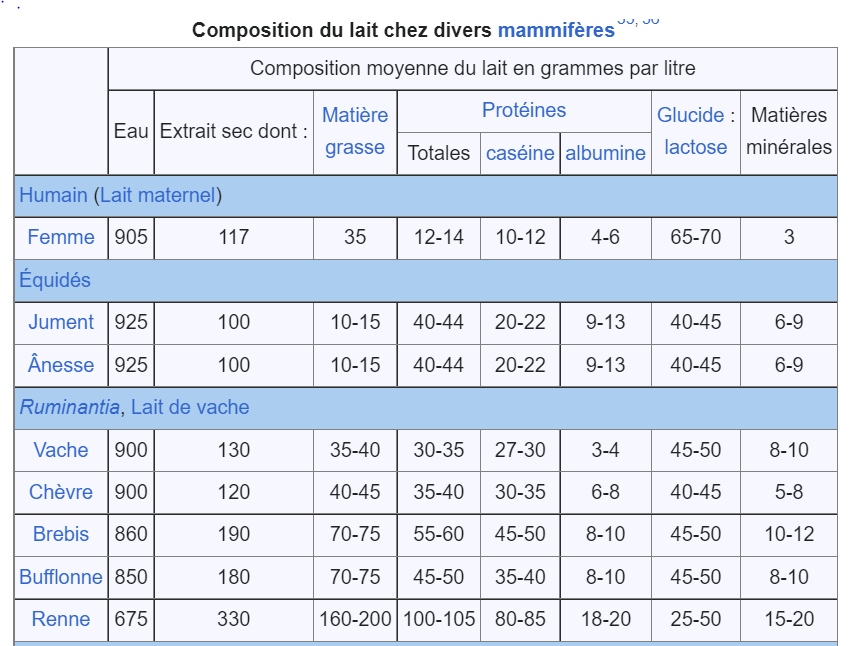 Composition du lait chez divers mammifères
Composition moyenne du lait en grammes par litre
Eau Extrait sec dont : Matière grasse Protéines Glucide : lactose Matières minérales
Totales caséine albumine
Humain (Lait maternel)
Femme 905 117 35 12-14 10-12 4-6 65-70 3
Équidés
Jument 925 100 10-15 40-44 20-22 9-13 40-45 6-9
Ânesse 925 100 10-15 40-44 20-22 9-13 40-45 6-9
Ruminantia, Lait de vache
Vache 900 130 35-40 30-35 27-30 3-4 45-50 8-10
Chèvre 900 120 40-45 35-40 30-35 6-8 40-45 5-8
Brebis 860 190 70-75 55-60 45-50 8-10 45-50 10-12
Bufflonne 850 180 70-75 45-50 35-40 8-10 45-50 8-10
Renne 675 330 160-200 100-105 80-85 18-20 25-50 15-20